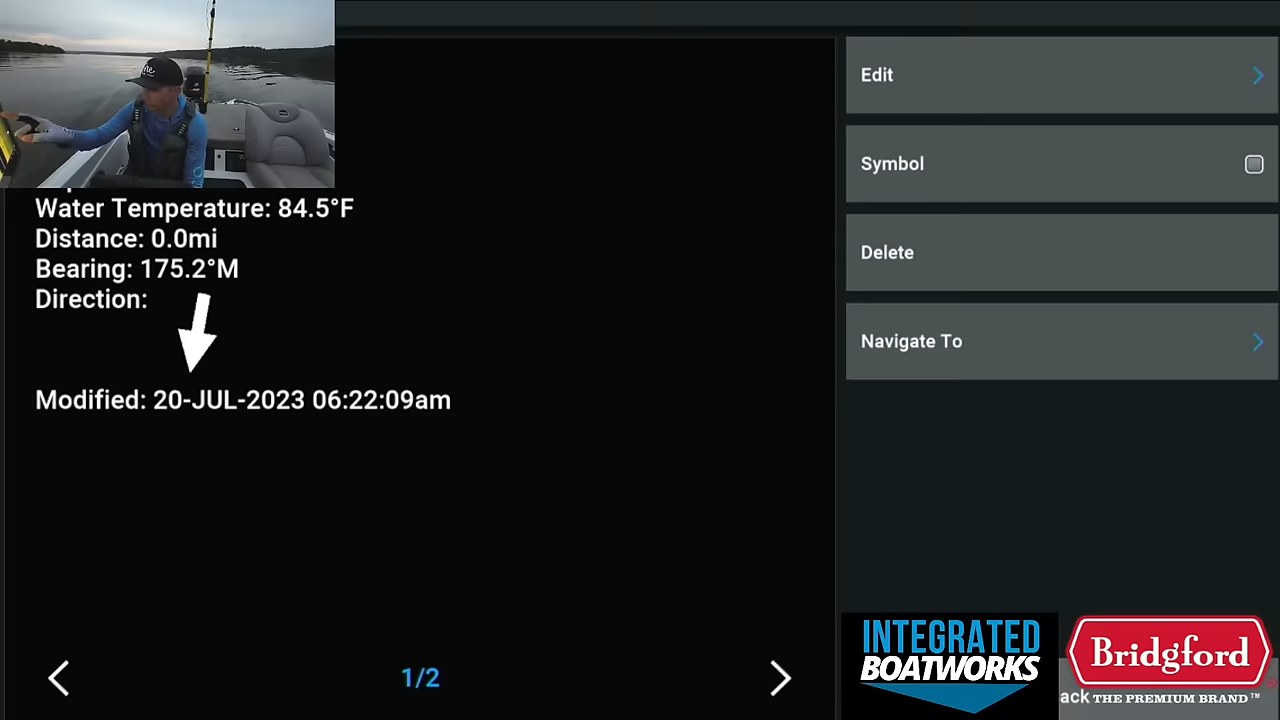 Water Temperature: 84.5°F
Distance: 0.0mi
Bearing: 175.2°M
Direction:
Modified: 20-JUL-2023 06:22:09am
1/2
Edit
Symbol
Delete
Navigate To
INTEGRATED
BOATWORKS
Bridgford
ack THE PREMIUM BRAND™